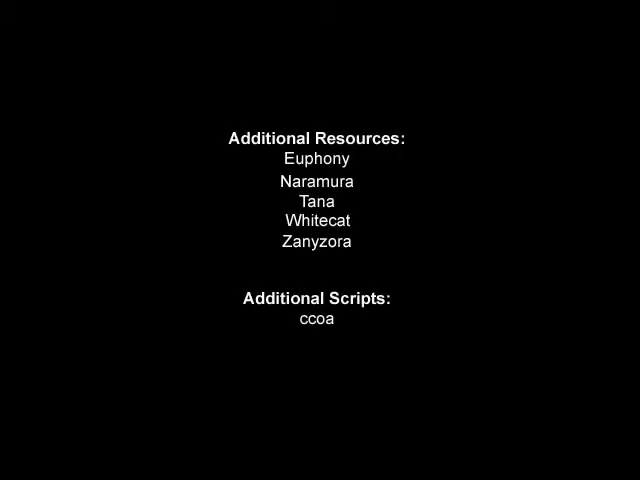 Additional Resources:
Euphony
Naramura
Tana
Whitecat
Zanyzora
Additional Scripts:
ccoa